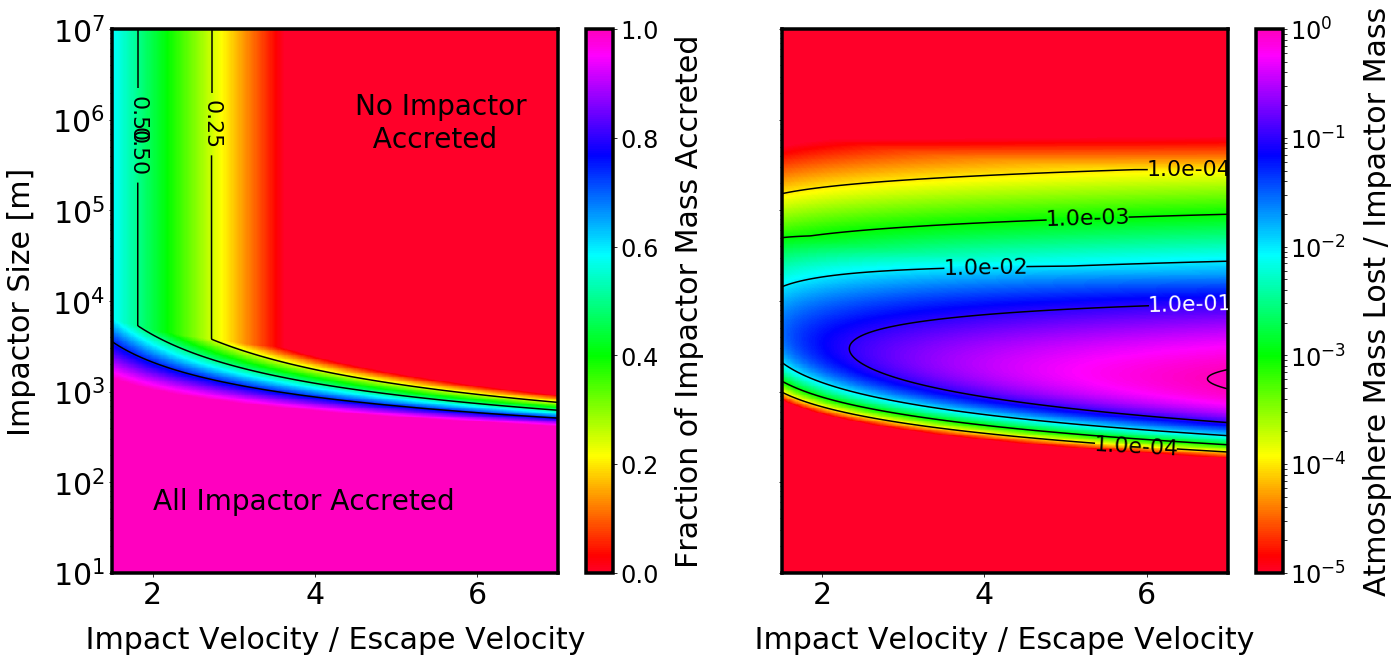 10^7
10^6
10^5
10^4
10^3
10^2
10^1
Impactor Size [m]
0.50
0.50
0.25
No Impactor
Accreted
All Impactor Accreted
2
4
6
Impact Velocity / Escape Velocity
1.0
0.8
0.6
0.4
0.2
0.0
Fraction of Impactor Mass Accreted
1.0e-04
1.0e-03
1.0e-02
1.0e-01
1.0e-04
2
4
6
Impact Velocity / Escape Velocity
10^0
10^−1
10^−2
10^−3
10^−4
10^−5
Atmosphere Mass Lost / Impactor Mass